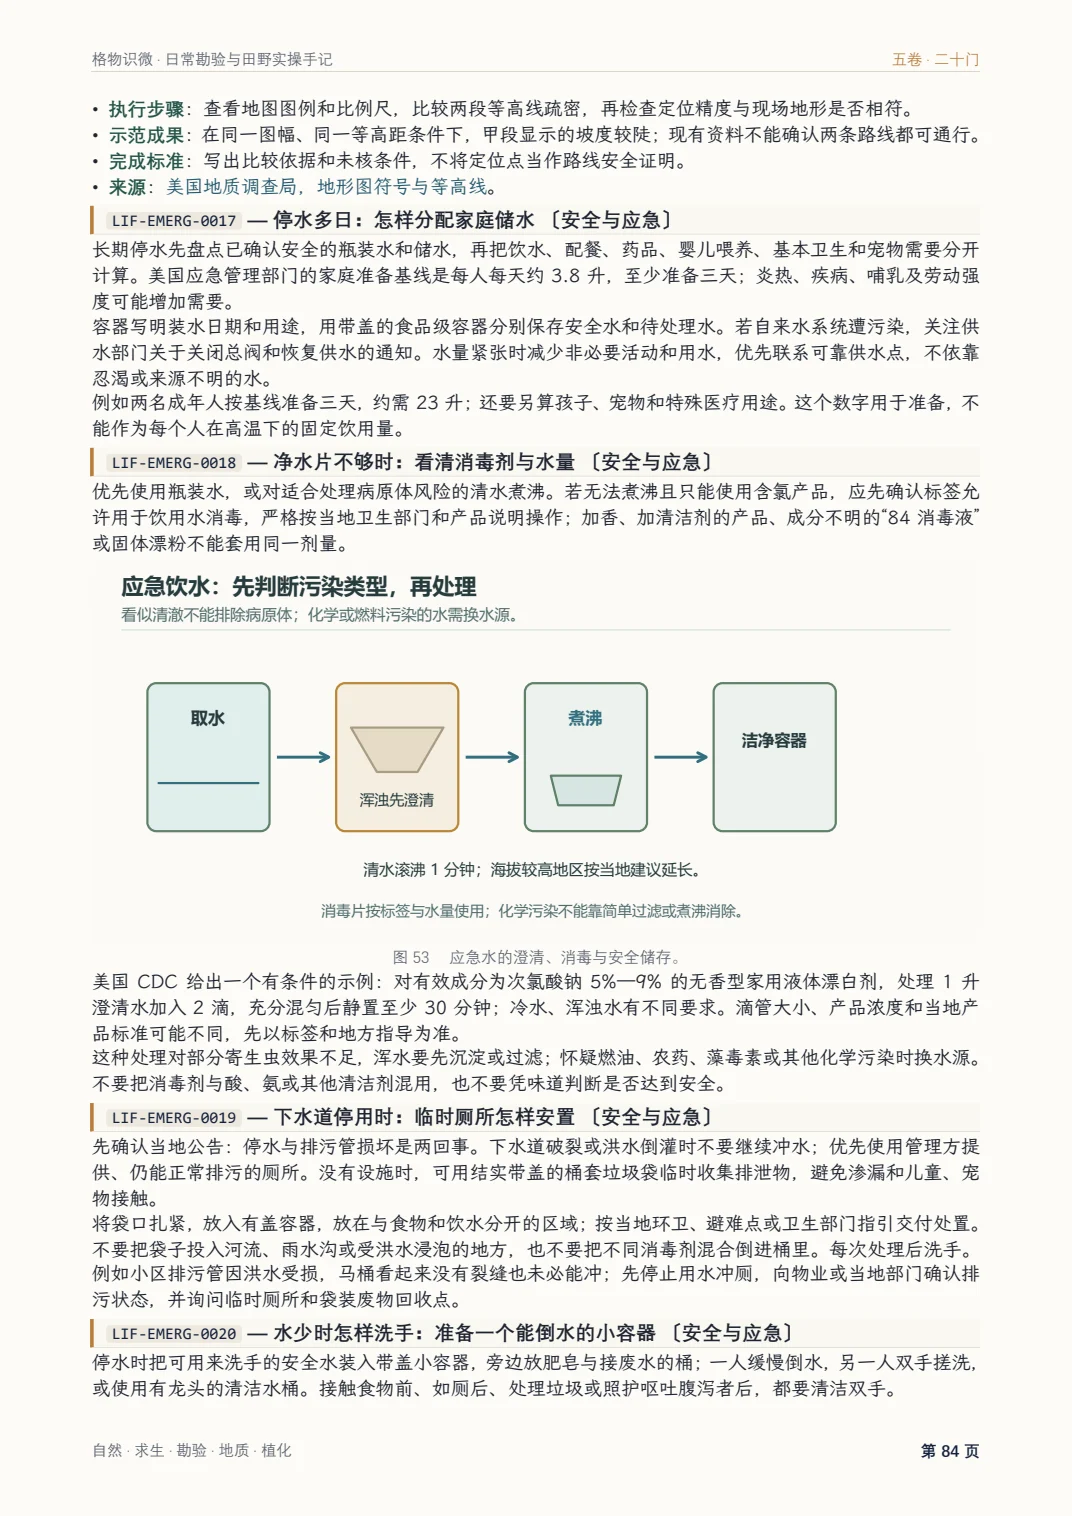 格物识微 · 日常勘验与田野实操手记
五卷 · 二十门
• 执行步骤：查看地图图例和比例尺，比较两段等高线疏密，再检查定位精度与现场地形是否相符。
• 示范成果：在同一图幅、同一等高距条件下，甲段显示的坡度较陡；现有资料不能确认两条路线都可通行。
• 完成标准：写出比较依据和未核条件，不将定位点当作路线安全证明。
• 来源：美国地质调查局，地形图符号与等高线。
LIF-EMERG-0017 — 停水多日：怎样分配家庭储水 〔安全与应急〕
长期停水先盘点已确认安全的瓶装水和储水，再把饮水、配餐、药品、婴儿喂养、基本卫生和宠物需要分开
计算。美国应急管理部门的家庭准备基线是每人每天约 3.8 升，至少准备三天；炎热、疾病、哺乳及劳动强
度可能增加需要。
容器写明装水日期和用途，用带盖的食品级容器分别保存安全水和待处理水。若自来水系统遭污染，关注供
水部门关于关闭总阀和恢复供水的通知。水量紧张时减少非必要活动和用水，优先联系可靠供水点，不依靠
忍渴或来源不明的水。
例如两名成年人按基线准备三天，约需 23 升；还要另算孩子、宠物和特殊医疗用途。这个数字用于准备，不
能作为每个人在高温下的固定饮用量。
LIF-EMERG-0018 — 净水片不够时：看清消毒剂与水量 〔安全与应急〕
优先使用瓶装水，或对适合处理病原体风险的清水煮沸。若无法煮沸且只能使用含氯产品，应先确认标签允
许用于饮用水消毒，严格按当地卫生部门和产品说明操作；加香、加清洁剂的产品、成分不明的“84 消毒液”
或固体漂粉不能套用同一剂量。
应急饮水：先判断污染类型，再处理
看似清澈不能排除病原体；化学或燃料污染的水需换水源。
取水
浑浊先澄清
煮沸
洁净容器
清水滚沸 1 分钟；海拔较高地区按当地建议延长。
消毒片按标签与水量使用；化学污染不能靠简单过滤或煮沸消除。
图 53 应急水的澄清、消毒与安全储存。
美国 CDC 给出一个有条件的示例：对有效成分为次氯酸钠 5%—9% 的无香型家用液体漂白剂，处理 1 升
澄清水加入 2 滴，充分混匀后静置至少 30 分钟；冷水、浑浊水有不同要求。滴管大小、产品浓度和当地产
品标准可能不同，先以标签和地方指导为准。
这种处理对部分寄生虫效果不足，浑水要先沉淀或过滤；怀疑燃油、农药、藻毒素或其他化学污染时换水源。
不要把消毒剂与酸、氨或其他清洁剂混用，也不要凭味道判断是否达到安全。
LIF-EMERG-0019 — 下水道停用时：临时厕所怎样安置 〔安全与应急〕
先确认当地公告：停水与排污管损坏是两回事。下水道破裂或洪水倒灌时不要继续冲水；优先使用管理方提
供、仍能正常排污的厕所。没有设施时，可用结实带盖的桶套垃圾袋临时收集排泄物，避免渗漏和儿童、宠
物接触。
将袋口扎紧，放入有盖容器，放在与食物和饮水分开的区域；按当地环卫、避难点或卫生部门指引交付处置。
不要把袋子投入河流、雨水沟或受洪水浸泡的地方，也不要把不同消毒剂混合倒进桶里。每次处理后洗手。
例如小区排污管因洪水受损，马桶看起来没有裂缝也未必能冲；先停止用水冲厕，向物业或当地部门确认排
污状态，并询问临时厕所和袋装废物回收点。
LIF-EMERG-0020 — 水少时怎样洗手：准备一个能倒水的小容器 〔安全与应急〕
停水时把可用来洗手的安全水装入带盖小容器，旁边放肥皂与接废水的桶；一人缓慢倒水，另一人双手搓洗，
或使用有龙头的清洁水桶。接触食物前、如厕后、处理垃圾或照护呕吐腹泻者后，都要清洁双手。
自然 · 求生 · 勘验 · 地质 · 植化
第 84 页